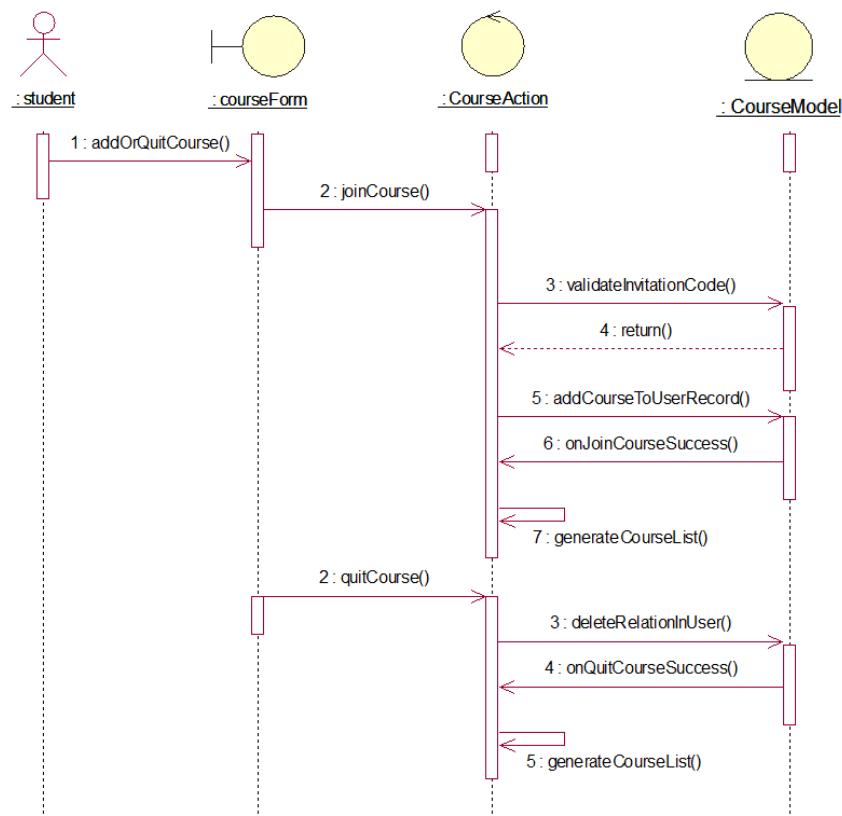 : student
: courseForm
: CourseAction
: CourseModel
1 : addOrQuitCourse()
2 : joinCourse()
3 : validateInvitationCode()
4 : return()
5 : addCourseToUserRecord()
6 : onJoinCourseSuccess()
7 : generateCourseList()
2 : quitCourse()
3 : deleteRelationInUser()
4 : onQuitCourseSuccess()
5 : generateCourseList()